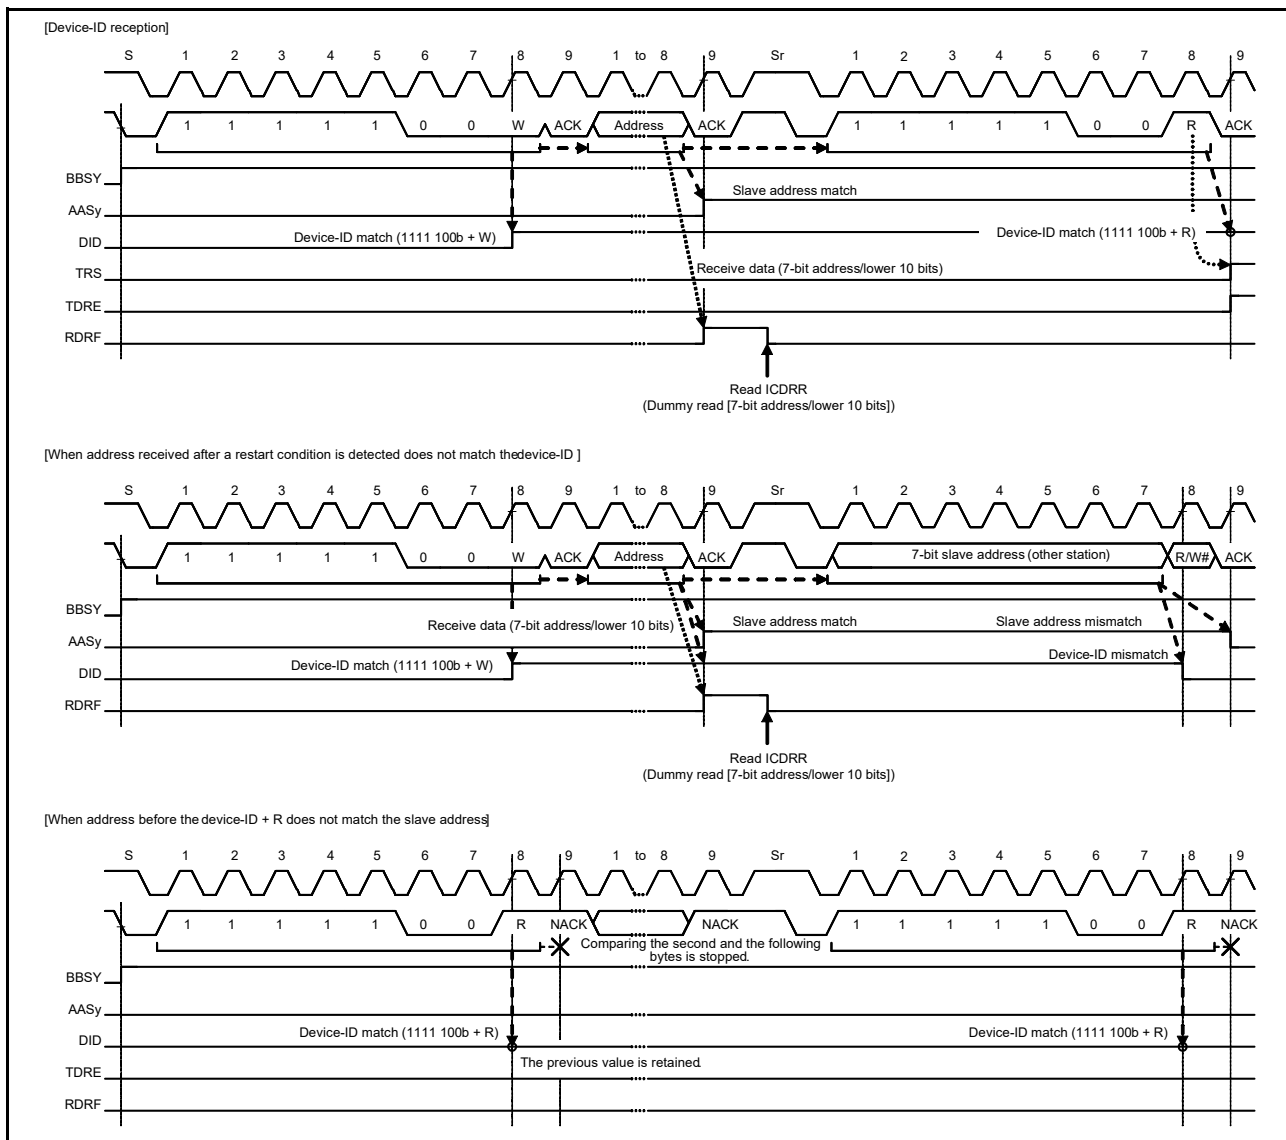 [Device-ID reception]
S 1 2 3 4 5 6 7 8 9 1 to 8 9 Sr 1 2 3 4 5 6 7 8 9
1 1 1 1 1 0 0 W ACK Address ACK 1 1 1 1 1 0 0 R ACK
BBSY
Slave address match
AASy
Device-ID match (1111 100b + W) Device-ID match (1111 100b + R)
DID
Receive data (7-bit address/lower 10 bits)
TRS
TDRE
RDRF
Read ICDRR
(Dummy read [7-bit address/lower 10 bits])
[When address received after a restart condition is detected does not match thedevice-ID ]
S 1 2 3 4 5 6 7 8 9 1 to 8 9 Sr 1 2 3 4 5 6 7 8 9
1 1 1 1 1 0 0 W ACK Address ACK 7-bit slave address (other station) R/W# ACK
BBSY
Receive data (7-bit address/lower 10 bits) Slave address match Slave address mismatch
AASy
Device-ID match (1111 100b + W) Device-ID mismatch
DID
RDRF
Read ICDRR
(Dummy read [7-bit address/lower 10 bits])
[When address before the device-ID + R does not match the slave address]
S 1 2 3 4 5 6 7 8 9 1 to 8 9 Sr 1 2 3 4 5 6 7 8 9
1 1 1 1 1 0 0 R NACK NACK 1 1 1 1 1 0 0 R NACK
Comparing the second and the following
bytes is stopped.
BBSY
AASy
Device-ID match (1111 100b + R) Device-ID match (1111 100b + R)
DID
The previous value is retained.
TDRE
RDRF